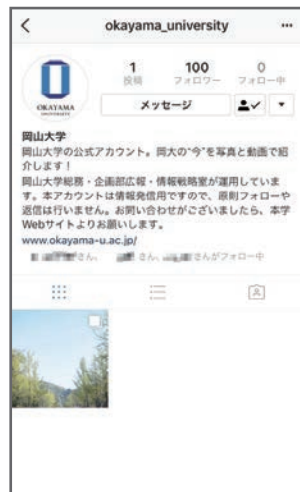 okayama_university
1 100 0
投稿 フォロワー フォロー中
メッセージ
OKAYAMA
UNIVERSITY
岡山大学
岡山大学の公式アカウント。岡大の"今"を写真と動画で紹
介します！
岡山大学総務・企画部広報・情報戦略室が運用していま
す。本アカウントは情報発信用ですので、原則フォローや
返信は行いません。お問い合わせがございましたら、本学
Webサイトよりお願いします。
www.okayama-u.ac.jp/
さん、 さん、 さんがフォロー中